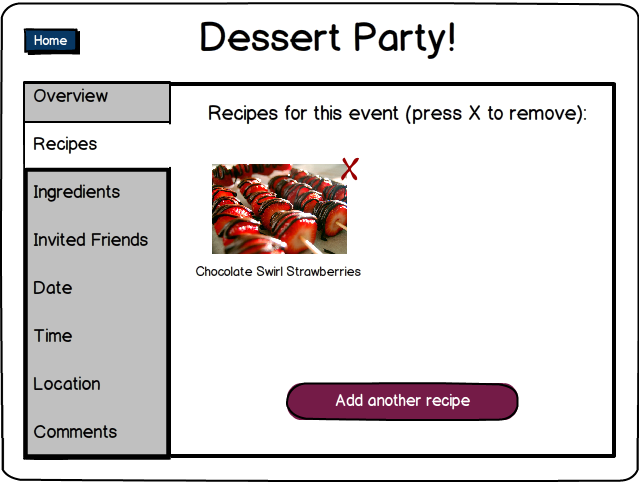 Home
Dessert Party!
Overview
Recipes
Ingredients
Invited Friends
Date
Time
Location
Comments
Recipes for this event (press X to remove):
X
Chocolate Swirl Strawberries
Add another recipe